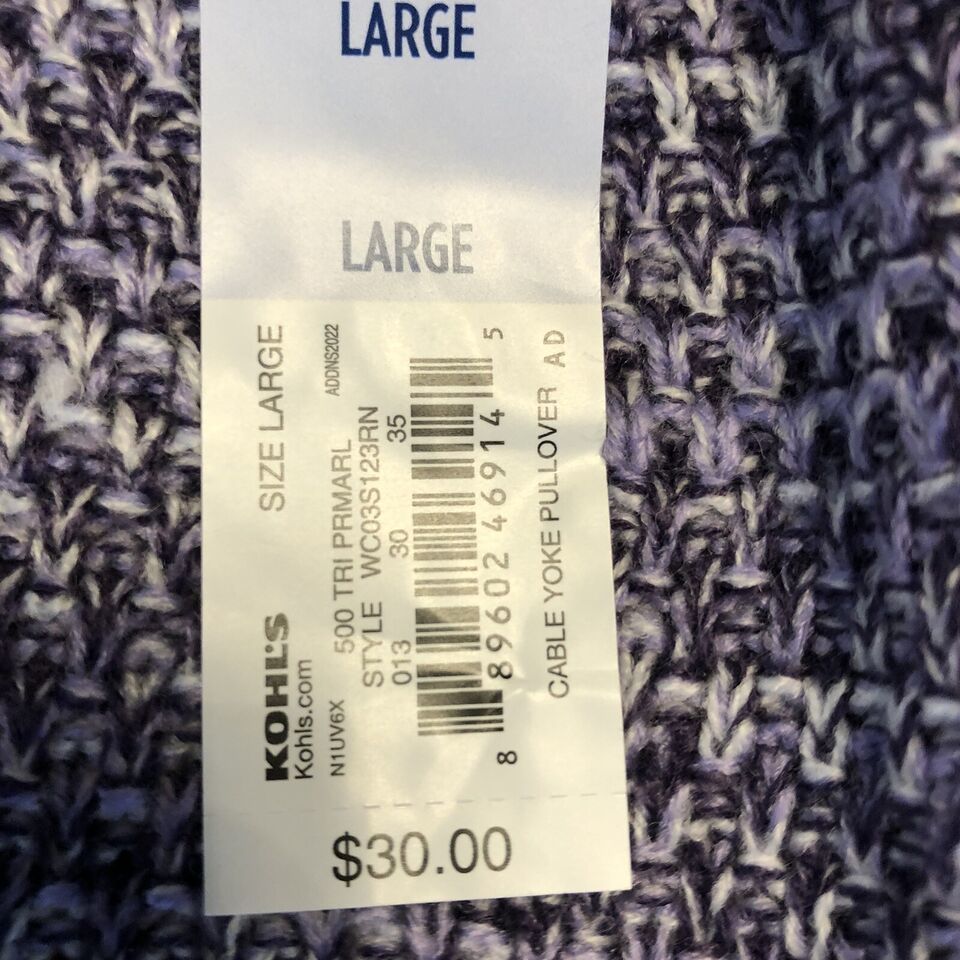 LARGE
LARGE
KOHL'S
SIZE LARGE
Kohls.com
N1UV6X
500 TRI PRMARL
ADDNS2022
STYLE WC03S123RN
013 30 35
8 89602 46914 5
CABLE YOKE PULLOVER AD
$30.00